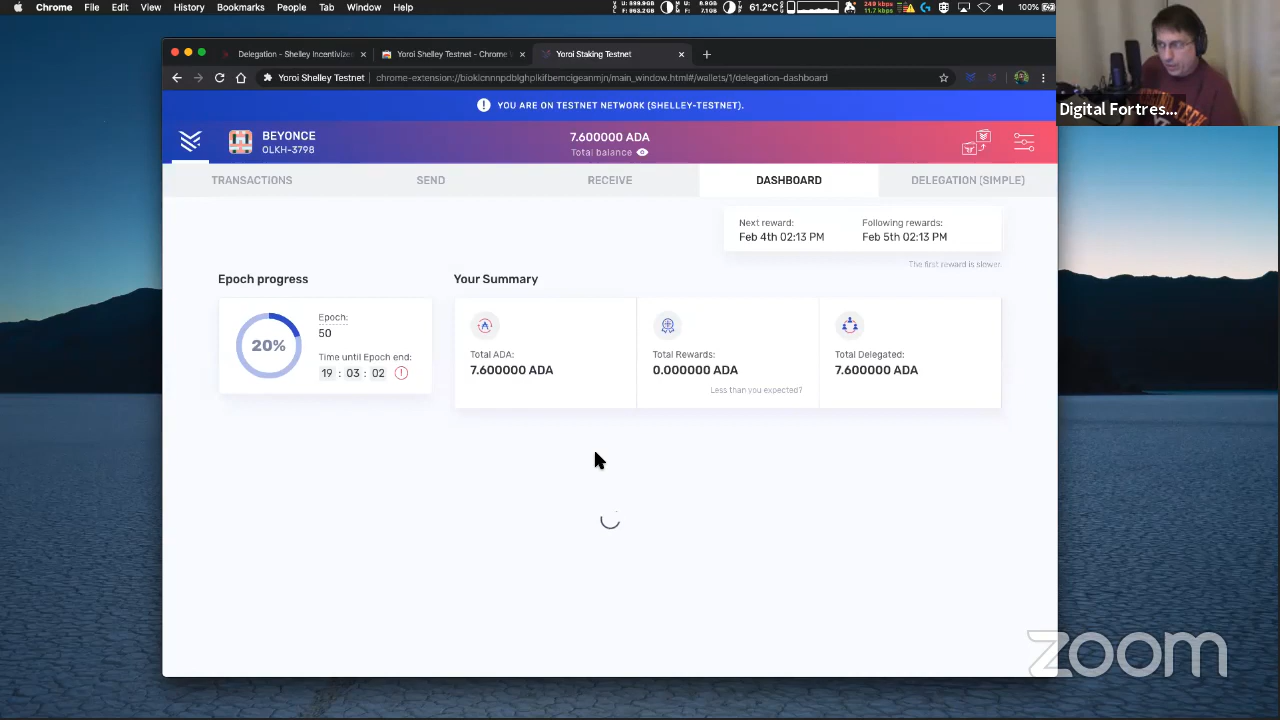 Chrome File Edit View History Bookmarks People Tab Window Help
61.2°C
100%
Delegation - Shelley Incentivize
Yoroi Shelley Testnet - Chrome
Yoroi Staking Testnet
Yoroi Shelley Testnet
YOU ARE ON TESTNET NETWORK (SHELLEY-TESTNET).
BEYONCE
OLKH-3798
7.600000 ADA
Total balance
TRANSACTIONS SEND RECEIVE DASHBOARD DELEGATION (SIMPLE)
Next reward: Following rewards:
Feb 4th 02:13 PM Feb 5th 02:13 PM
The first reward is slower.
Epoch progress
Your Summary
20%
Epoch:
50
Time until Epoch end:
19 : 03 : 02
Total ADA:
7.600000 ADA
Total Rewards:
0.000000 ADA
Less than you expected?
Total Delegated:
7.600000 ADA
Digital Fortres...
zoom